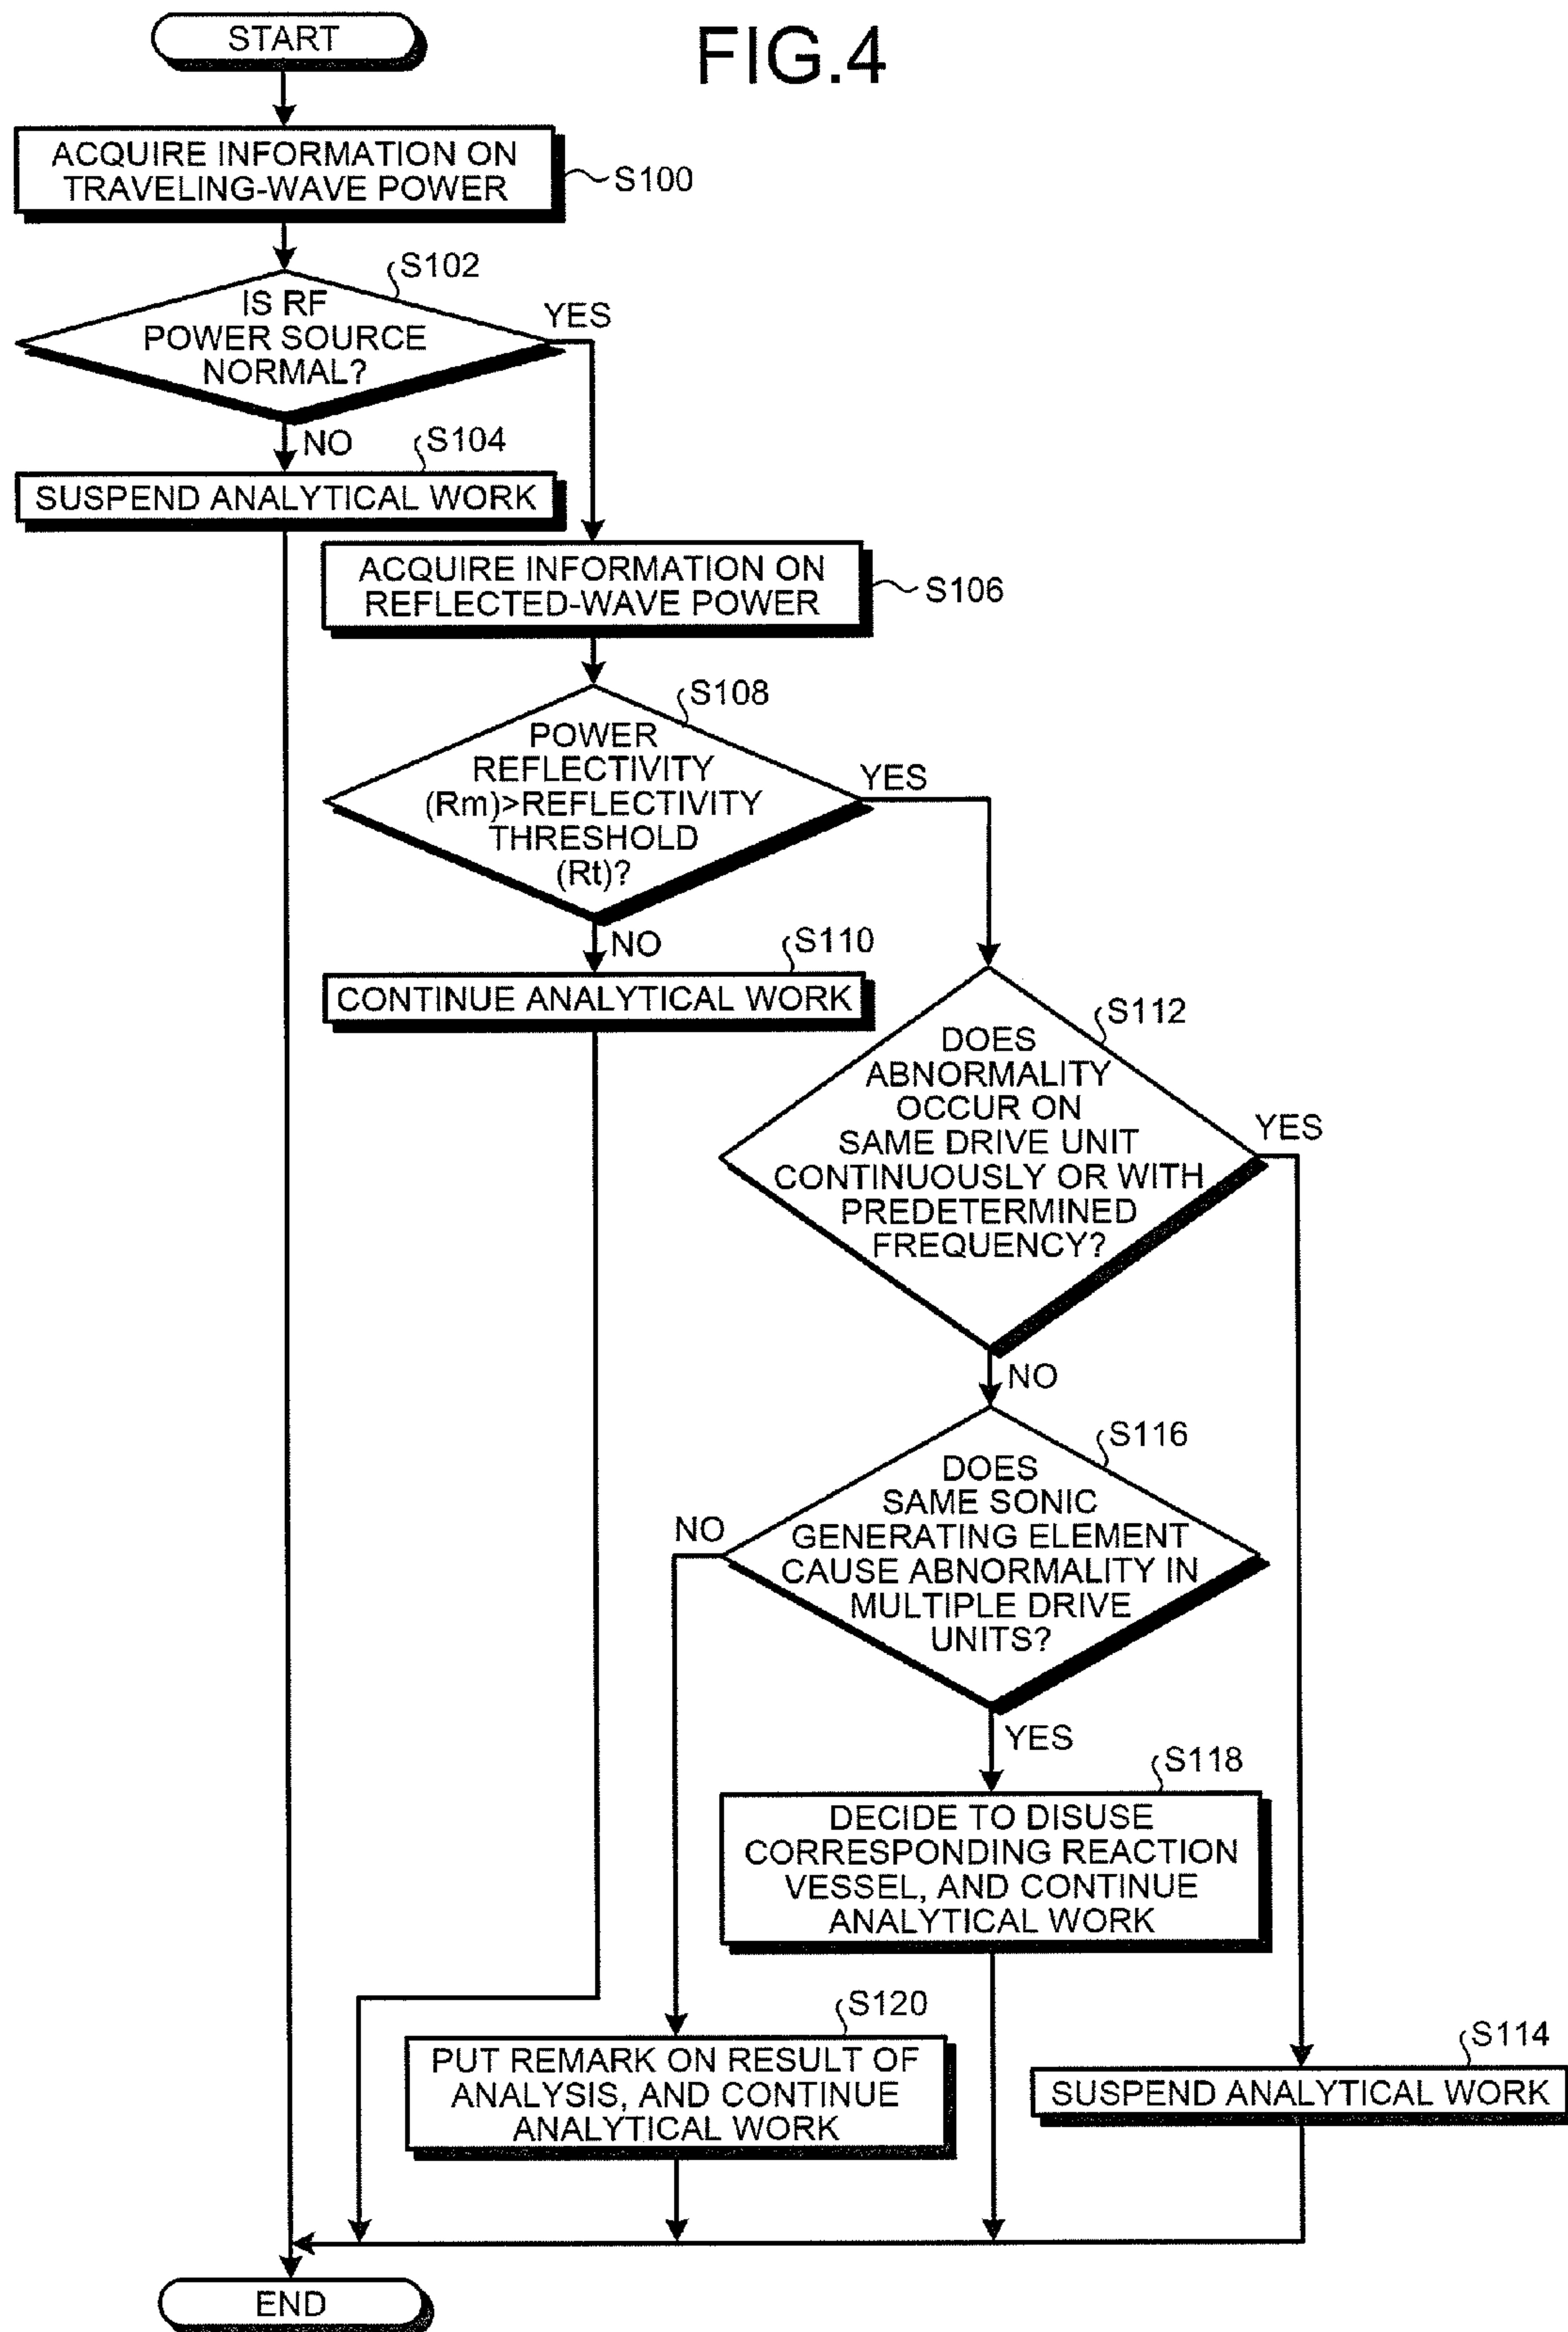 FIG.4
START
ACQUIRE INFORMATION ON
TRAVELING-WAVE POWER
S100
S102
IS RF
POWER SOURCE
NORMAL?
YES
NO
S104
SUSPEND ANALYTICAL WORK
ACQUIRE INFORMATION ON
REFLECTED-WAVE POWER
S106
S108
POWER
REFLECTIVITY
(Rm)>REFLECTIVITY
THRESHOLD
(Rt)?
YES
NO
S110
CONTINUE ANALYTICAL WORK
S112
DOES
ABNORMALITY
OCCUR ON
SAME DRIVE UNIT
CONTINUOUSLY OR WITH
PREDETERMINED
FREQUENCY?
YES
NO
S116
DOES
SAME SONIC
GENERATING ELEMENT
CAUSE ABNORMALITY IN
MULTIPLE DRIVE
UNITS?
NO
YES
S118
DECIDE TO DISUSE
CORRESPONDING REACTION
VESSEL, AND CONTINUE
ANALYTICAL WORK
S120
PUT REMARK ON RESULT OF
ANALYSIS, AND CONTINUE
ANALYTICAL WORK
S114
SUSPEND ANALYTICAL WORK
END